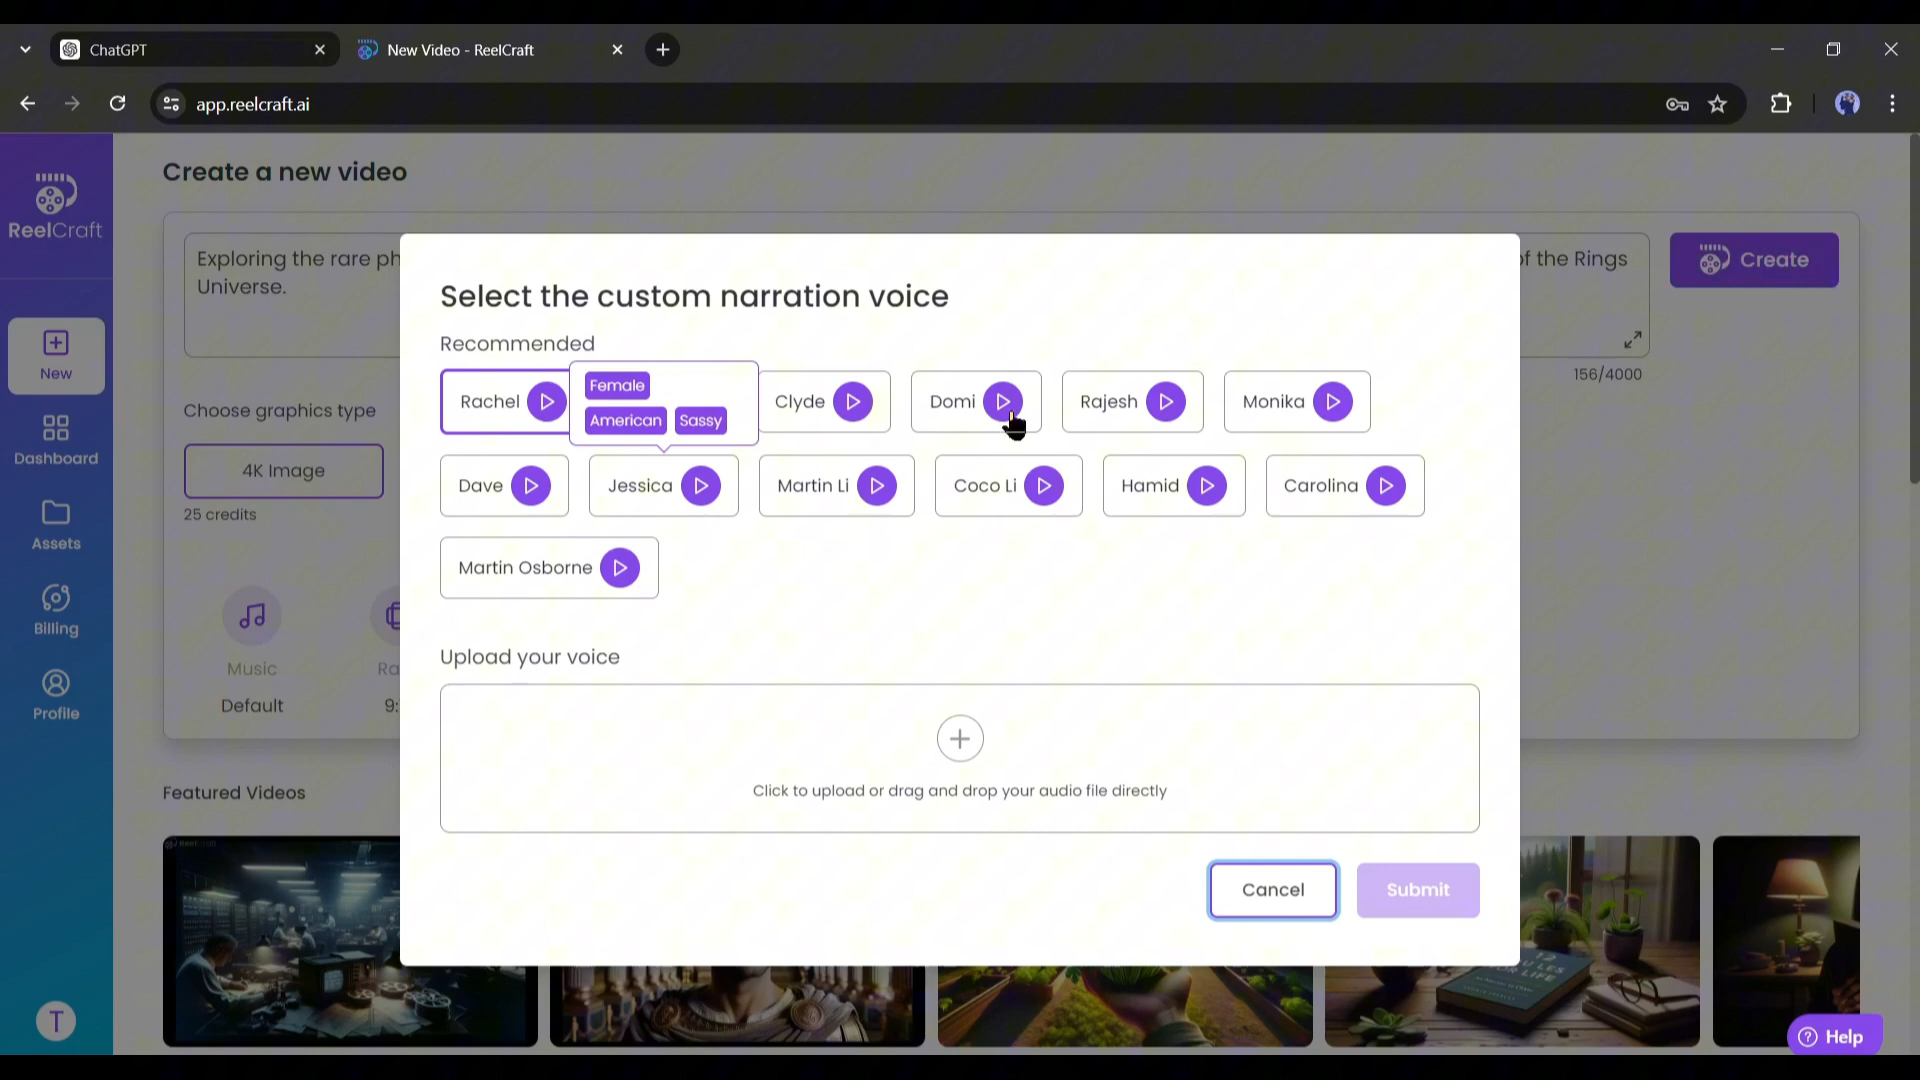 ChatGPT
New Video - ReelCraft
app.reelcraft.ai
ReelCraft
New
Dashboard
Assets
Billing
Profile
T
Create a new video
Exploring the rare ph
of the Rings
Universe.
Create
156/4000
Choose graphics type
4K Image
25 credits
Music
Ra
Default
9:
Select the custom narration voice
Recommended
Rachel
Female
American Sassy
Clyde
Domi
Rajesh
Monika
Dave
Jessica
Martin Li
Coco Li
Hamid
Carolina
Martin Osborne
Upload your voice
Click to upload or drag and drop your audio file directly
Cancel
Submit
Featured Videos
Help